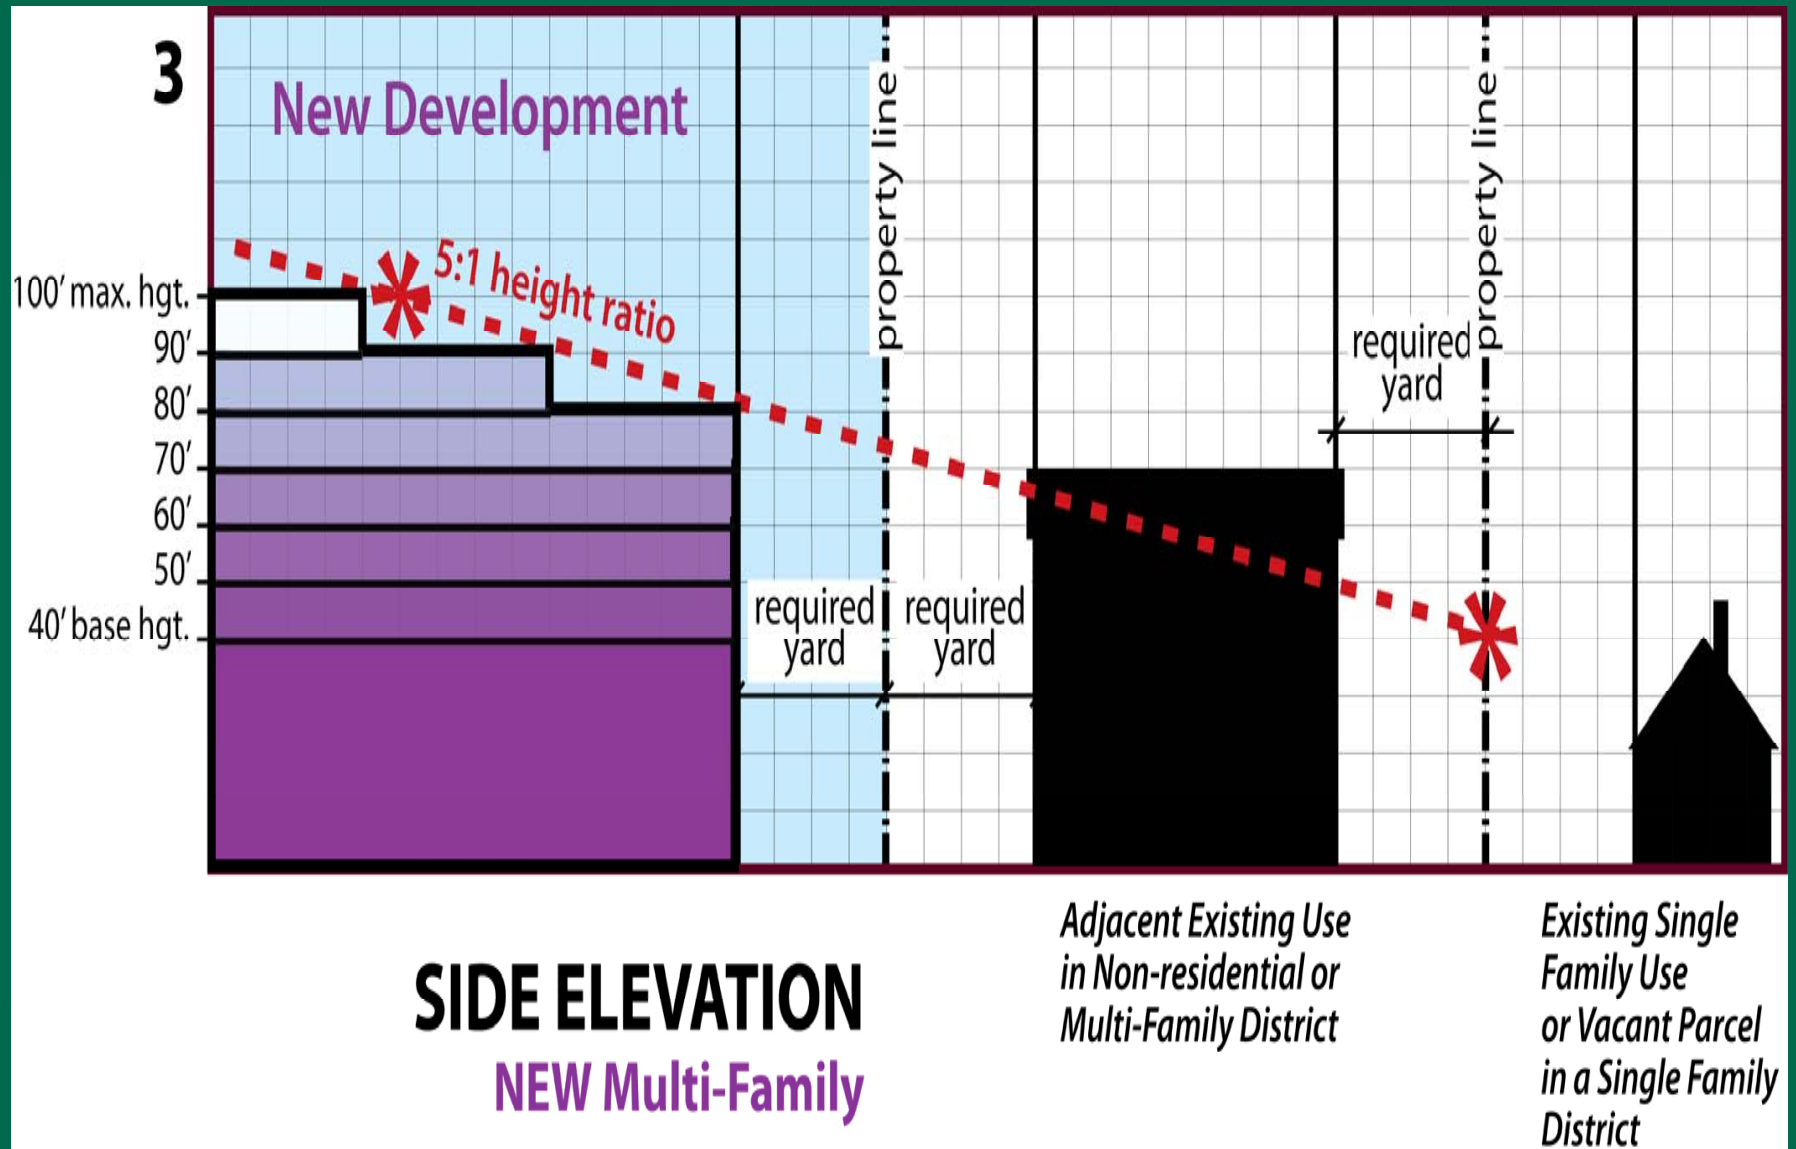 3
New Development
property line
property line
5:1 height ratio
100' max. hgt.
90'
80'
70'
60'
50'
40' base hgt.
required
yard
required
yard
required
yard
Adjacent Existing Use
in Non-residential or
Multi-Family District
Existing Single
Family Use
or Vacant Parcel
in a Single Family
District
SIDE ELEVATION
NEW Multi-Family